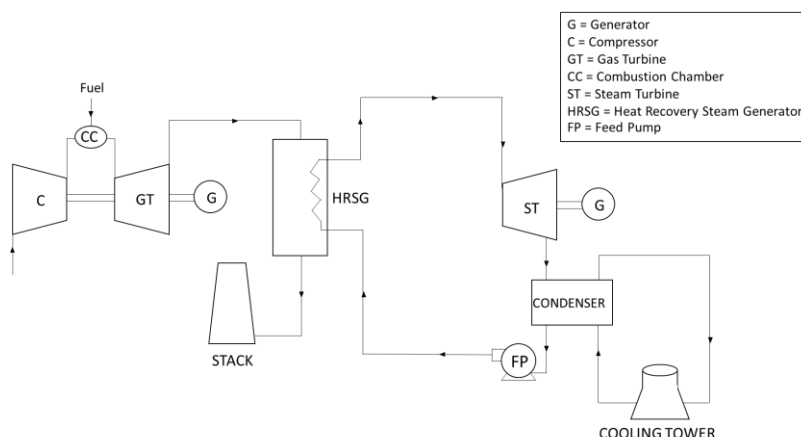 G = Generator
C = Compressor
GT = Gas Turbine
CC = Combustion Chamber
ST = Steam Turbine
HRSG = Heat Recovery Steam Generator
FP = Feed Pump
Fuel
CC
C
GT
G
HRSG
ST
G
CONDENSER
STACK
FP
COOLING TOWER